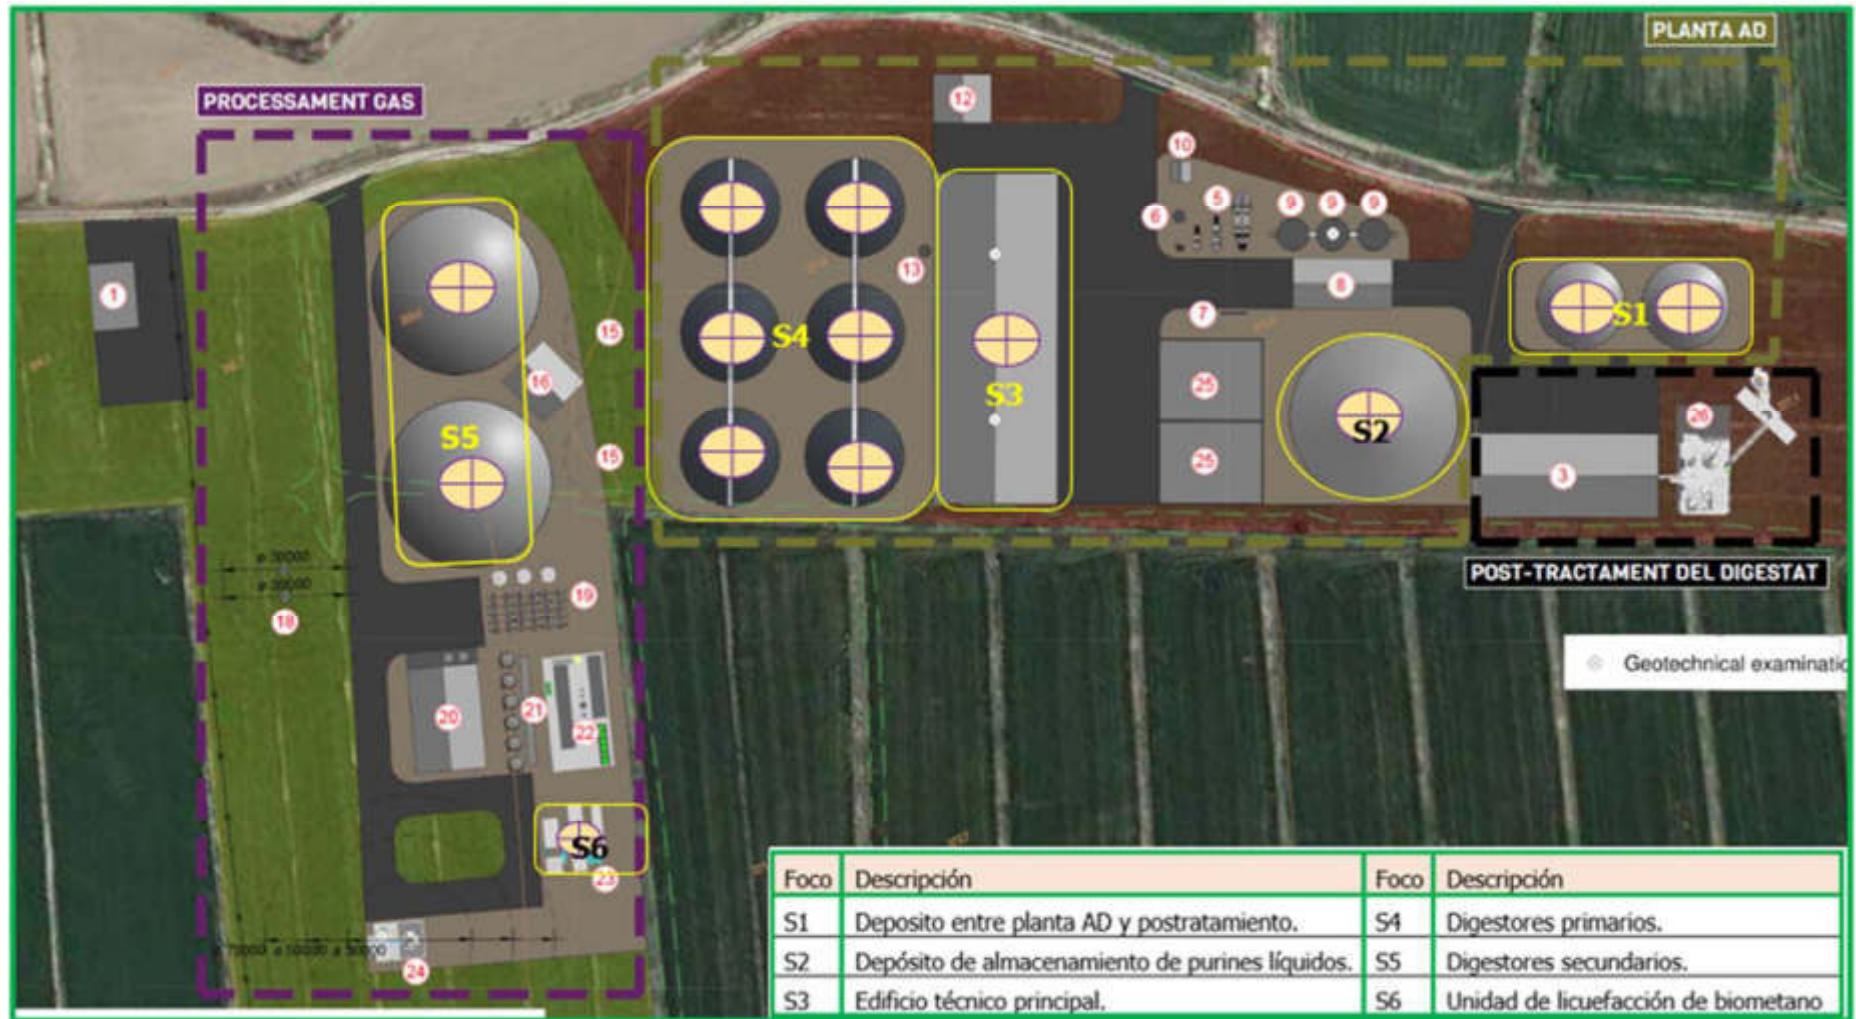 PLANTA AD
PROCESSAMENT GAS
12
10
5
6
9
9
9
13
1
8
7
S1
15
S4
16
25
S3
S2
26
S5
15
25
3
POST-TRACTAMENT DEL DIGESTAT
ø 30000
ø 30000
19
18
Geotechnical examinatio
20
21
22
S6
23
24
Foco Descripción Foco Descripción
S1 Deposito entre planta AD y postratamiento. S4 Digestores primarios.
S2 Depósito de almacenamiento de purines líquidos. S5 Digestores secundarios.
S3 Edificio técnico principal. S6 Unidad de licuefacción de biometano